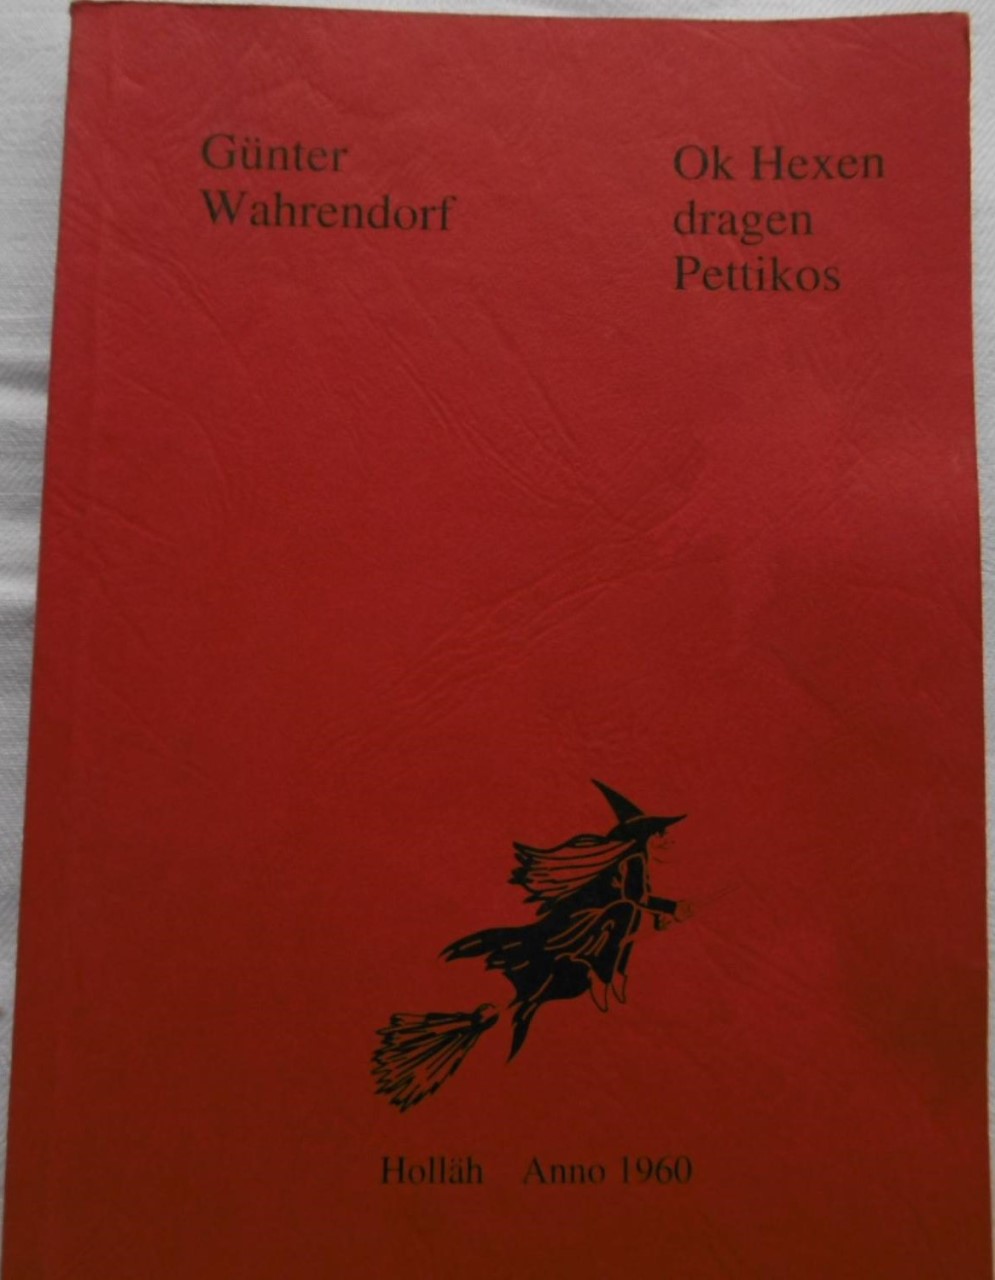 Günter
Wahrendorf
Ok Hexen
dragen
Pettikos
Holläh Anno 1960